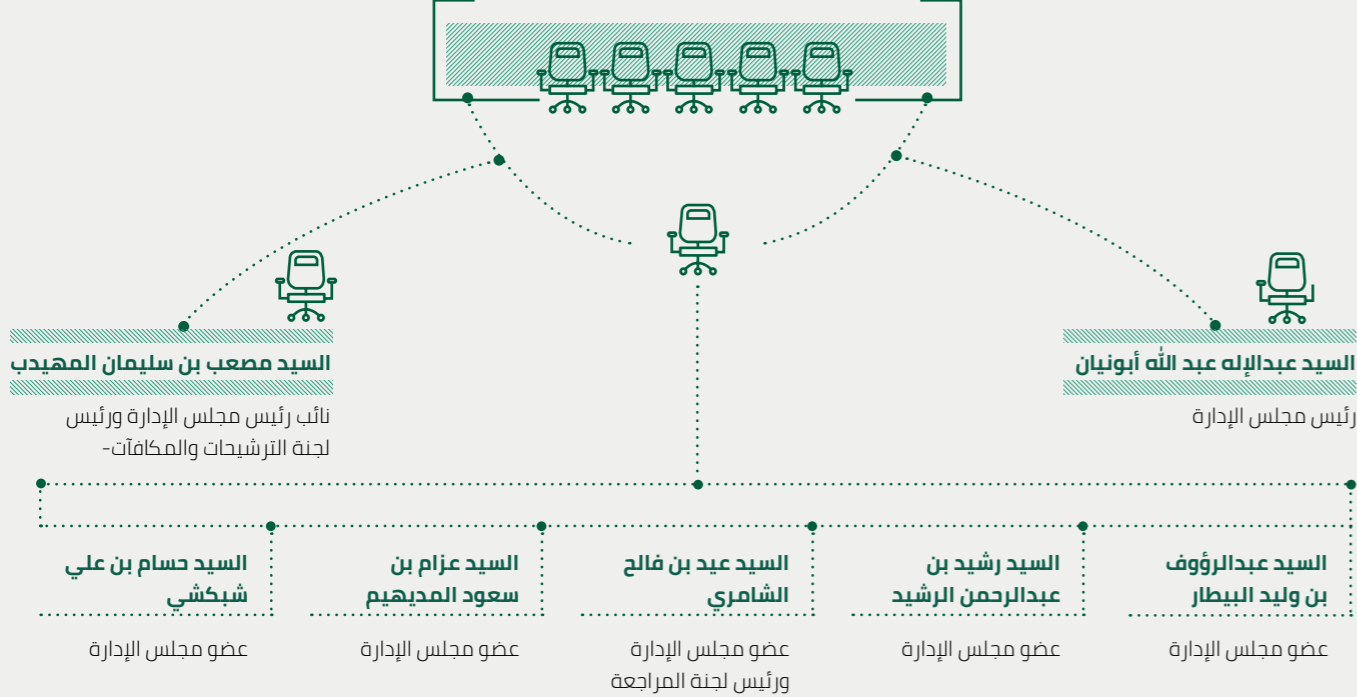 السيد عبدالإله عبد الله أبونيان
رئيس مجلس الإدارة
السيد مصعب بن سليمان المهيدب
نائب رئيس مجلس الإدارة ورئيس
لجنة الترشيحات والمكافآت-
السيد عبدالرؤوف
بن وليد البيطار
عضو مجلس الإدارة
السيد رشيد بن
عبدالرحمن الرشيد
عضو مجلس الإدارة
السيد عيد بن فالح
الشامري
عضو مجلس الإدارة
ورئيس لجنة المراجعة
السيد عزام بن
سعود المديهيم
عضو مجلس الإدارة
السيد حسام بن علي
شبكشي
عضو مجلس الإدارة